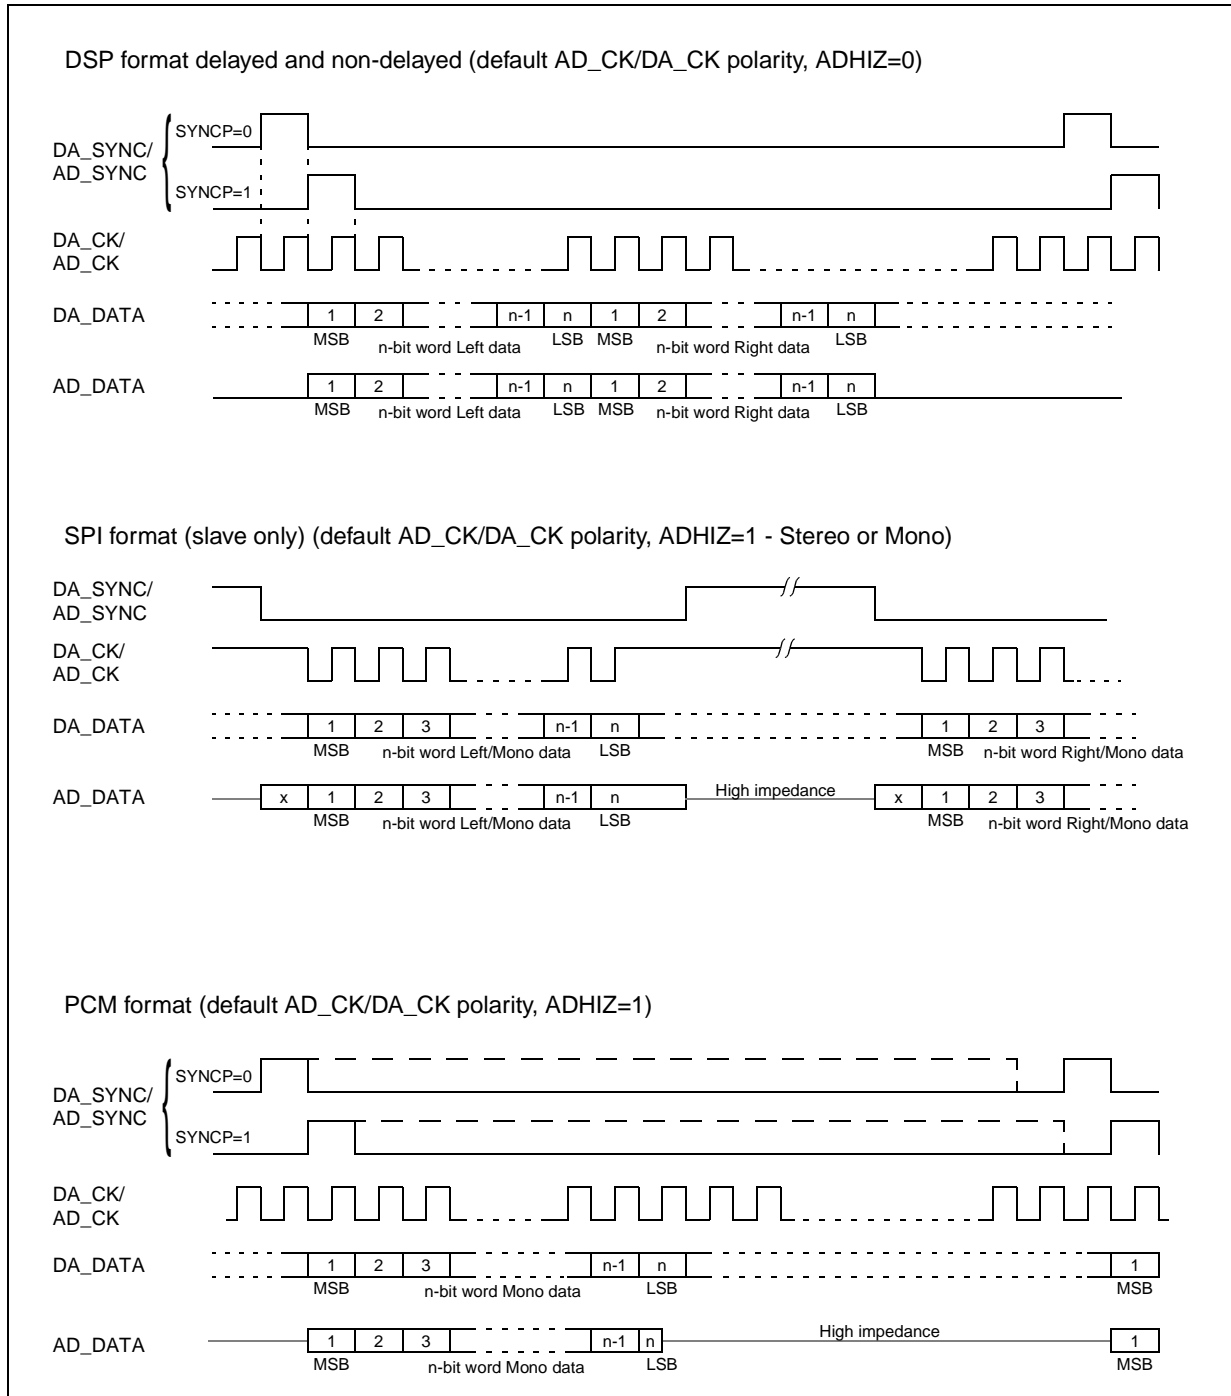 DSP format delayed and non-delayed (default AD_CK/DA_CK polarity, ADHIZ=0)
SYNCP=0
DA_SYNC/
AD_SYNC
SYNCP=1
DA_CK/
AD_CK
DA_DATA 1 2 n-1 n 1 2 n-1 n
MSB n-bit word Left data LSB MSB n-bit word Right data LSB
AD_DATA 1 2 n-1 n 1 2 n-1 n
MSB n-bit word Left data LSB MSB n-bit word Right data LSB
SPI format (slave only) (default AD_CK/DA_CK polarity, ADHIZ=1 - Stereo or Mono)
DA_SYNC/
AD_SYNC
DA_CK/
AD_CK
DA_DATA 1 2 3 n-1 n 1 2 3
MSB n-bit word Left/Mono data LSB MSB n-bit word Right/Mono data
AD_DATA x 1 2 3 n-1 n High impedance x 1 2 3
MSB n-bit word Left/Mono data LSB MSB n-bit word Right/Mono data
PCM format (default AD_CK/DA_CK polarity, ADHIZ=1)
SYNCP=0
DA_SYNC/
AD_SYNC
SYNCP=1
DA_CK/
AD_CK
DA_DATA 1 2 3 n-1 n 1
MSB n-bit word Mono data LSB MSB
AD_DATA 1 2 3 n-1 n High impedance 1
MSB n-bit word Mono data LSB MSB